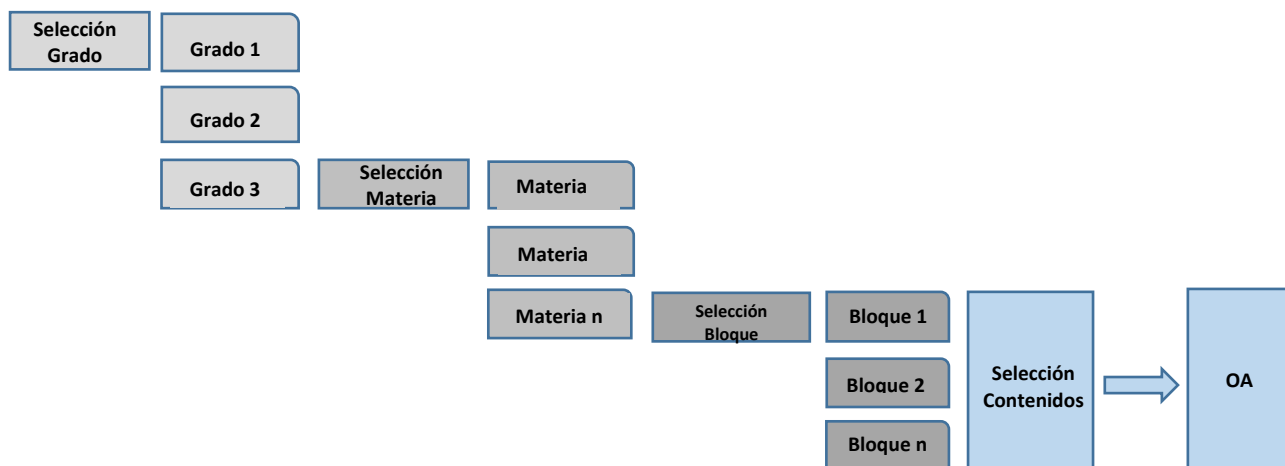 Selección
Grado
Grado 1
Grado 2
Grado 3
Selección
Materia
Materia
Materia
Materia n
Selección
Bloque
Bloque 1
Bloque 2
Bloque n
Selección
Contenidos
OA